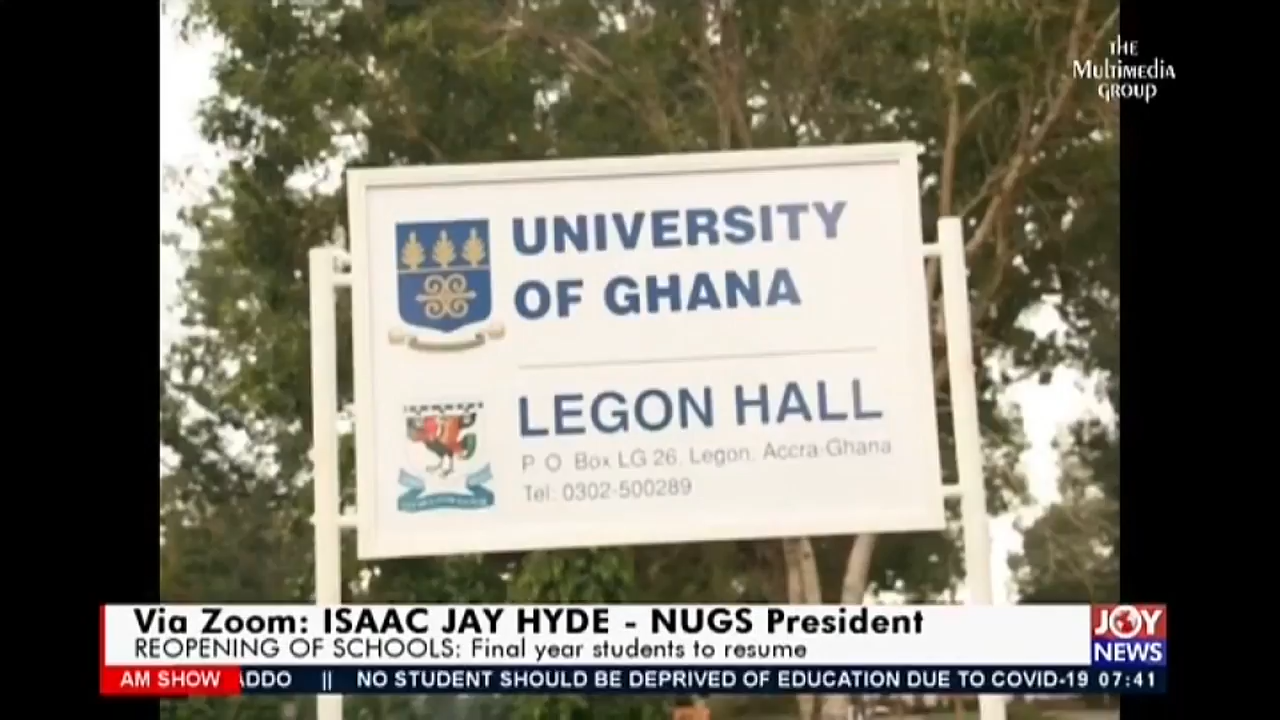 THE
MultiMedia
GROUP
UNIVERSITY
OF GHANA
LEGON HALL
P O Box LG 26, Legon, Accra-Ghana
Tel: 0302-500289
Via Zoom: ISAAC JAY HYDE - NUGS President
REOPENING OF SCHOOLS: Final year students to resume
JOY
NEWS
AM SHOW ADDO || NO STUDENT SHOULD BE DEPRIVED OF EDUCATION DUE TO COVID-19 07:41